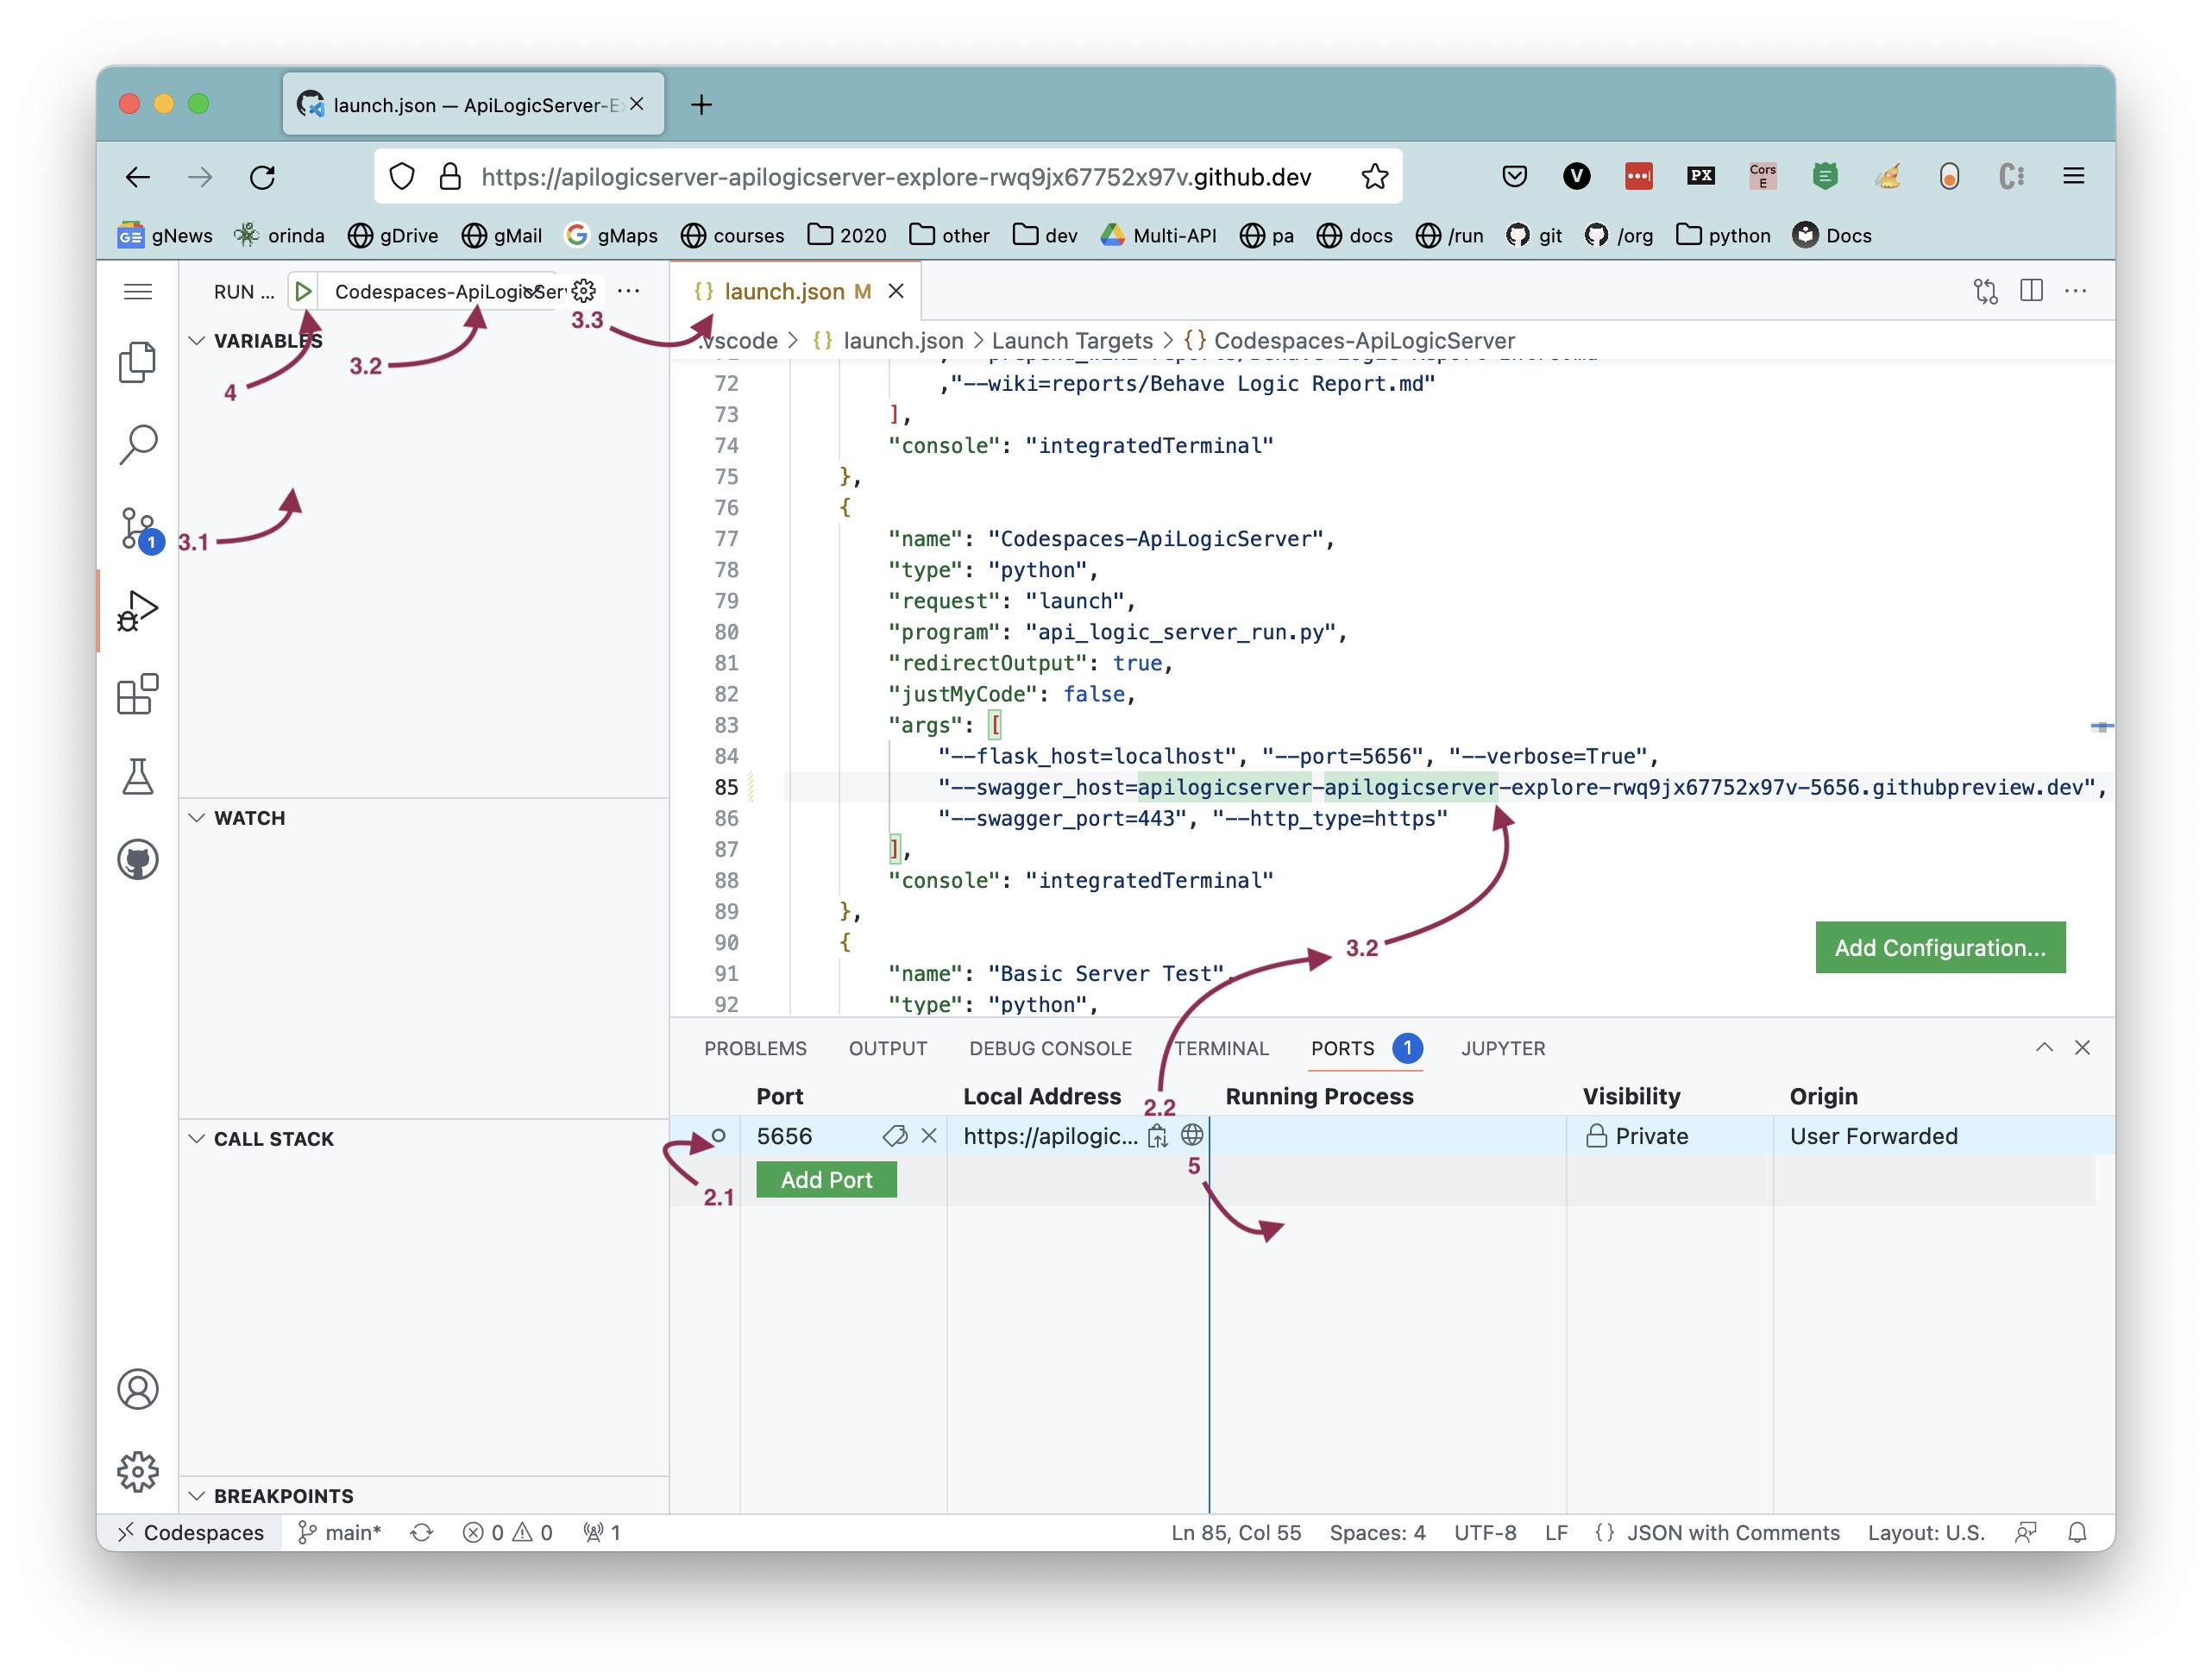 launch.json — ApiLogicServer-E
https://apilogicserver-apilogicserver-explore-rwq9jx67752x97v.github.dev
V
PX
Cors E
GE gNews orinda gDrive gMail gMaps courses 2020 other dev Multi-API pa docs /run git /org python Docs
RUN ... Codespaces-ApiLogicSer
{} launch.json M
3.3
VARIABLES
3.2
4
3.1
1
.vscode > {} launch.json > Launch Targets > {} Codespaces-ApiLogicServer
72 ,"--wiki=reports/Behave Logic Report.md"
73 ],
74 "console": "integratedTerminal"
75 },
76 {
77 "name": "Codespaces-ApiLogicServer",
78 "type": "python",
79 "request": "launch",
80 "program": "api_logic_server_run.py",
81 "redirectOutput": true,
82 "justMyCode": false,
83 "args": [
84 "--flask_host=localhost", "--port=5656", "--verbose=True",
85 "--swagger_host=apilogicserver-apilogicserver-explore-rwq9jx67752x97v-5656.githubpreview.dev",
86 "--swagger_port=443", "--http_type=https"
87 ],
88 "console": "integratedTerminal"
89 },
90 {
91 "name": "Basic Server Test",
92 "type": "python",
3.2
Add Configuration...
WATCH
CALL STACK
BREAKPOINTS
PROBLEMS OUTPUT DEBUG CONSOLE TERMINAL PORTS 1 JUPYTER
Port Local Address Running Process Visibility Origin
2.2
5656 https://apilogic... Private User Forwarded
Add Port
5
2.1
Codespaces main* 0 0 1 Ln 85, Col 55 Spaces: 4 UTF-8 LF {} JSON with Comments Layout: U.S.